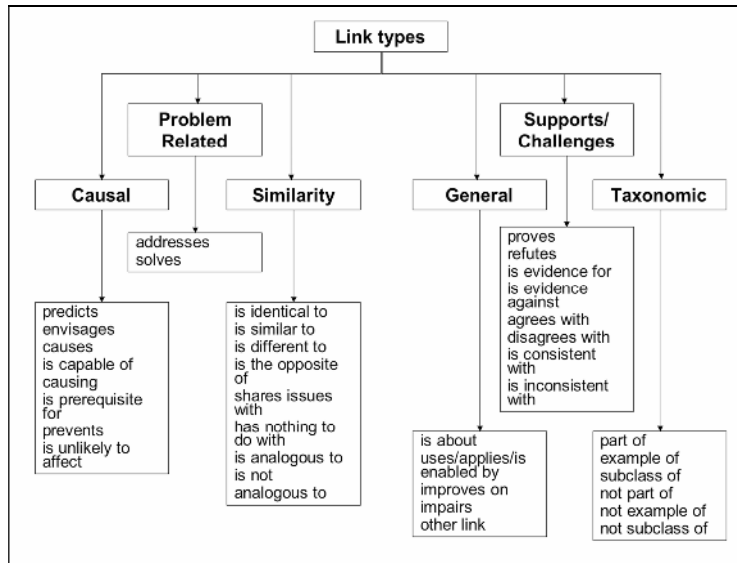 Link types
Problem
Related
Supports/
Challenges
Causal
Similarity
General
Taxonomic
addresses
solves
proves
refutes
is evidence for
is evidence
against
agrees with
disagrees with
is consistent
with
is inconsistent
with
predicts
envisages
causes
is capable of
causing
is prerequisite
for
prevents
is unlikely to
affect
is identical to
is similar to
is different to
is the opposite
of
shares issues
with
has nothing to
do with
is analogous to
is not
analogous to
is about
uses/applies/is
enabled by
improves on
impairs
other link
part of
example of
subclass of
not part of
not example of
not subclass of